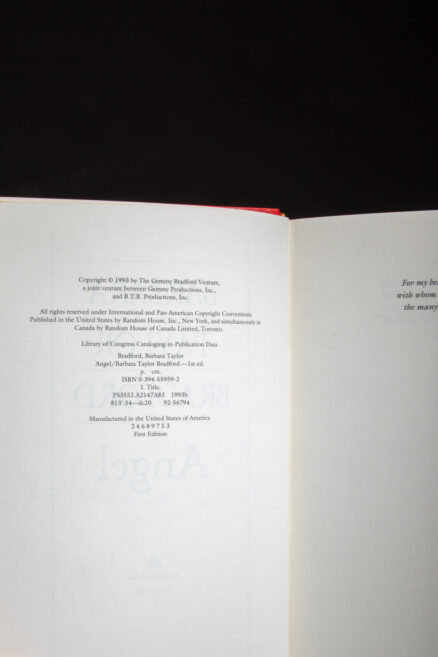 Copyright © 1993 by The Gemmy Bradford Venture,
a joint venture between Gemmy Productions, Inc.,
and B.T.B. Productions, Inc.
All rights reserved under International and Pan-American Copyright Conventions.
Published in the United States by Random House, Inc., New York, and simultaneously in
Canada by Random House of Canada Limited, Toronto.
Library of Congress Cataloging-in-Publication Data
Bradford, Barbara Taylor
Angel/Barbara Taylor Bradford.—1st ed.
p. cm.
ISBN 0-394-55959-2
I. Title.
PS3552.A2147A83 1993b
813'.54—dc20 92-56794
Manufactured in the United States of America
2 4 6 8 9 7 5 3
First Edition
For my
with whom
the many
Angel